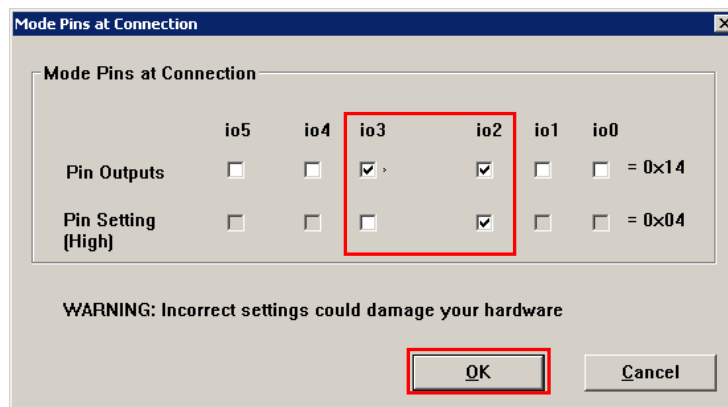 Mode Pins at Connection
Mode Pins at Connection
io5 io4 io3 io2 io1 io0
Pin Outputs = 0x14
Pin Setting = 0x04
(High)
WARNING: Incorrect settings could damage your hardware
OK Cancel